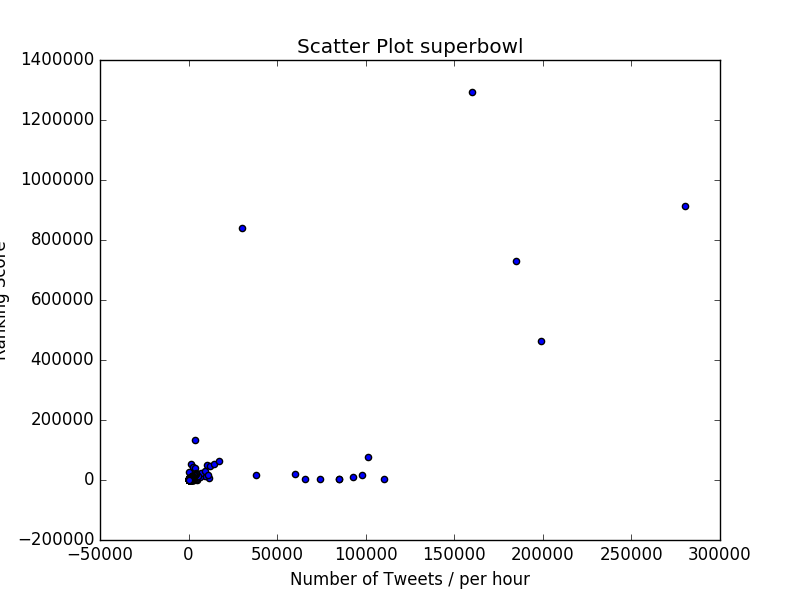 Scatter Plot superbowl
1400000
1200000
1000000
800000
600000
400000
200000
0
−200000
−50000 0 50000 100000 150000 200000 250000 300000
Number of Tweets / per hour
Ranking Score